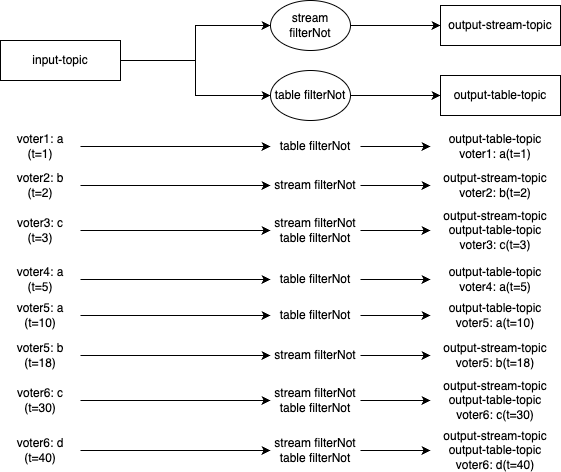 stream
filterNot
output-stream-topic
input-topic
table filterNot
output-table-topic
voter1: a
(t=1)
table filterNot
output-table-topic
voter1: a(t=1)
voter2: b
(t=2)
stream filterNot
output-stream-topic
voter2: b(t=2)
voter3: c
(t=3)
stream filterNot
table filterNot
output-stream-topic
output-table-topic
voter3: c(t=3)
voter4: a
(t=5)
table filterNot
output-table-topic
voter4: a(t=5)
voter5: a
(t=10)
table filterNot
output-table-topic
voter5: a(t=10)
voter5: b
(t=18)
stream filterNot
output-stream-topic
voter5: b(t=18)
voter6: c
(t=30)
stream filterNot
table filterNot
output-stream-topic
output-table-topic
voter6: c(t=30)
voter6: d
(t=40)
stream filterNot
table filterNot
output-stream-topic
output-table-topic
voter6: d(t=40)